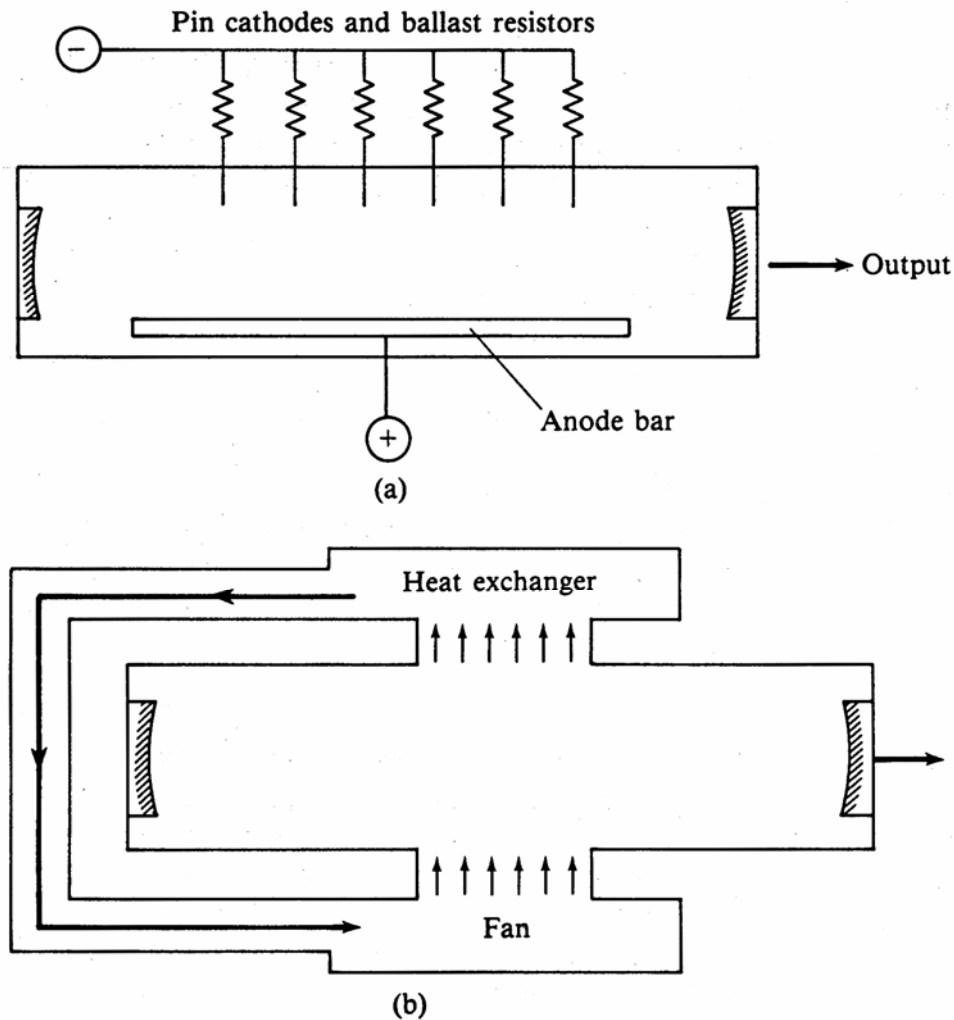 Pin cathodes and ballast resistors
−
Output
Anode bar
+
(a)
Heat exchanger
Fan
(b)